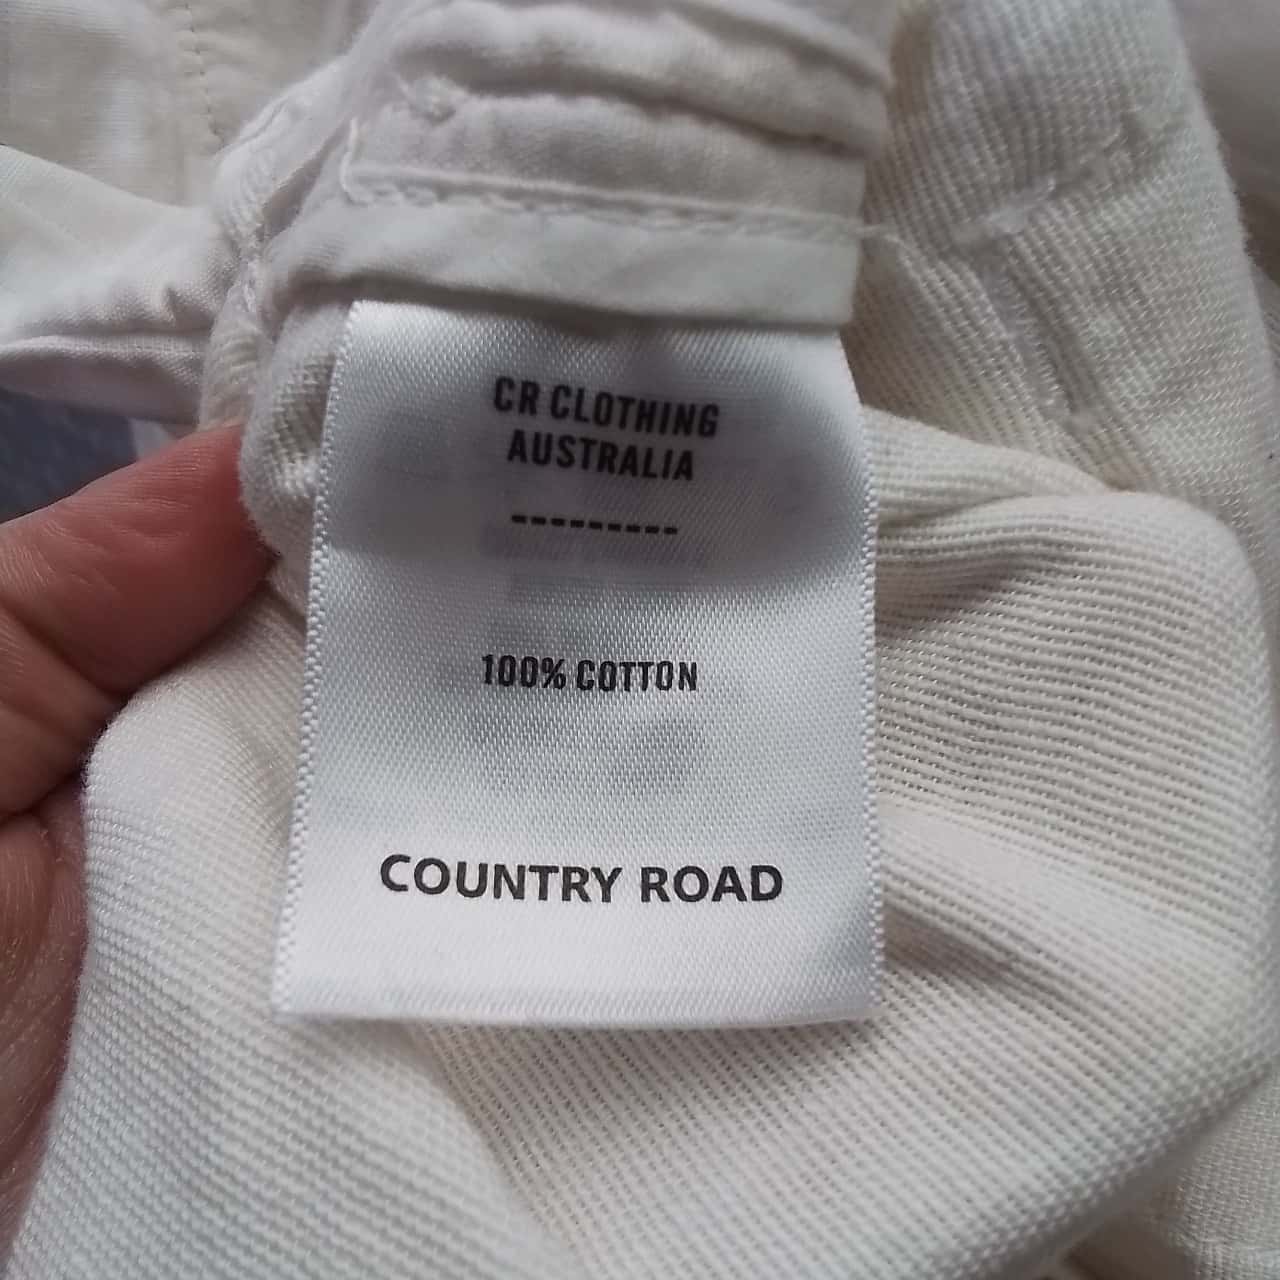 CR CLOTHING
AUSTRALIA
---------
100% COTTON
COUNTRY ROAD